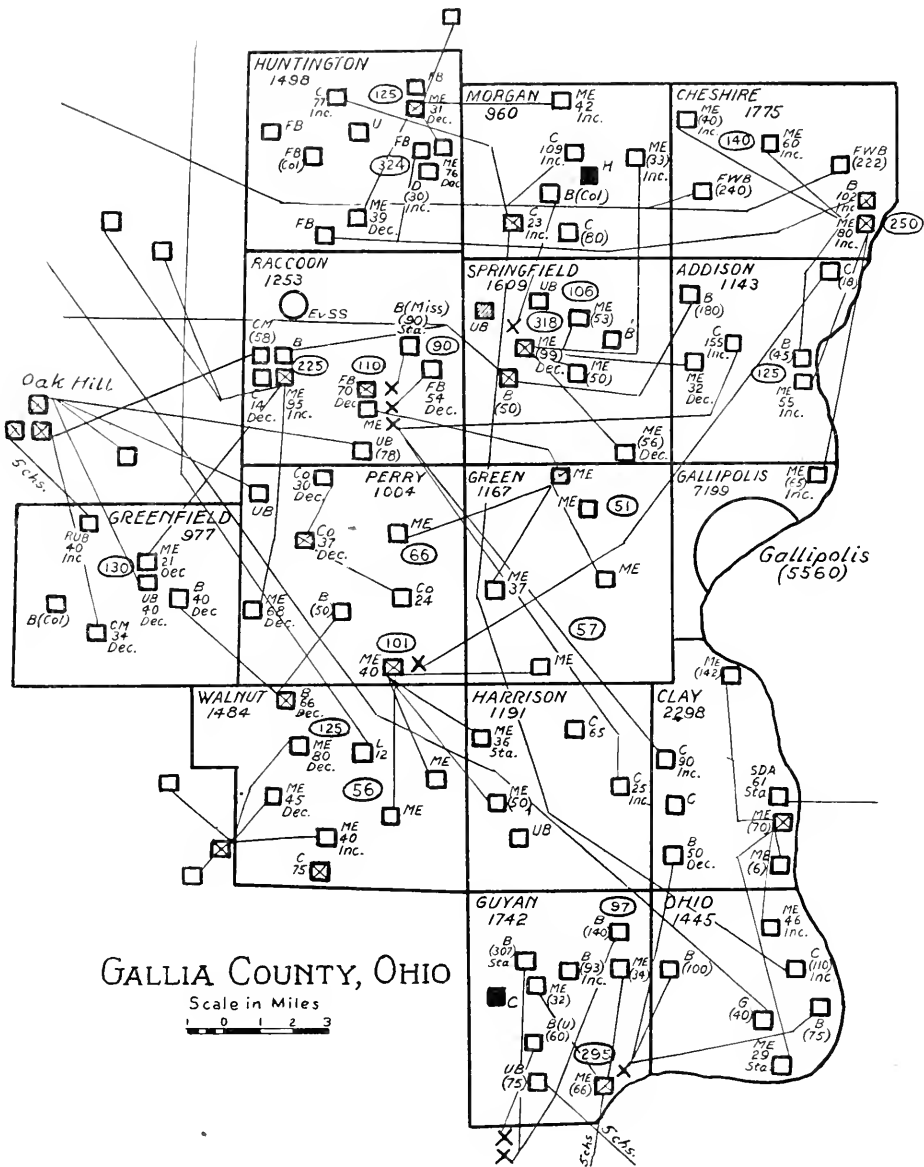 HUNTINGTON
1498
C
77
Inc.
125
FB
ME
31
Dec.
FB
U
FB
(Col)
FB
324
ME
76
Dec
D
(30)
Inc.
ME
39
Dec.
FB
MORGAN
960
ME
42
Inc.
C
109
Inc.
ME
(33)
Inc.
H
B(Col)
C
23
Inc.
C
(80)
CHESHIRE
1775
ME
(40)
Inc.
140
ME
60
Inc.
FWB
(222)
FWB
(240)
B
102
Inc
ME
80
Inc.
250
RACCOON
1253
EvSS
B(Miss)
(90)
Sta.
CM
(58)
B
225
C
14
Dec.
ME
95
Inc.
110
FB
70
Dec
90
FB
54
Dec.
ME
UB
(78)
SPRINGFIELD
1609
UB
UB
106
318
ME
(53)
B
ME
(99)
Dec.
ME
(50)
B
(50)
ME
(56)
Dec.
ADDISON
1143
B
(180)
C
(18)
C
155
Inc.
ME
32
Dec
B
(45)
125
ME
55
Inc.
Oak Hill
Schs.
GREENFIELD
977
RUB
40
Inc
130
ME
21
Dec
UB
40
Dec
B
40
Dec
B(Col)
CM
34
Dec.
PERRY
1004
UB
Co
30
Dec.
Co
37
Dec.
ME
66
Co
24
ME
68
Dec.
B
(50)
101
ME
40
GREEN
1167
ME
ME
51
ME
37
ME
57
ME
GALLIPOLIS
7199
ME
(65)
Inc.
Gallipolis
(5560)
WALNUT
1484
B
66
Dec.
125
ME
80
Dec.
L
12
56
ME
ME
45
Dec.
ME
ME
40
Inc.
C
75
HARRISON
1191
ME
36
Sta.
C
65
ME
(50)
C
25
Inc
UB
CLAY
2298
ME
(142)
C
90
Inc.
C
SDA
61
Sta
ME
(70)
ME
(6)
B
50
Dec.
GUYAN
1742
97
B
(140)
B
(307)
Sta
B
(93)
Inc.
ME
(34)
ME
(32)
C
B(U)
(60)
295
UB
(75)
ME
(66)
Schs
Schs.
OHIO
1445
ME
46
Inc.
B
(100)
C
(110)
Inc
G
(40)
B
(75)
ME
29
Sta
GALLIA COUNTY, OHIO
Scale in Miles
1 0 1 2 3